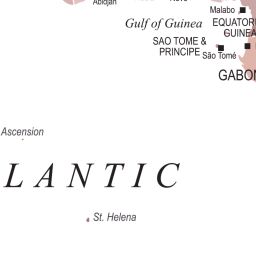 Abidjan
Malabo
Gulf of Guinea
EQUATOR
GUINEA
SAO TOME &
PRINCIPE
São Tomé
GABON
Ascension
LANTIC
St. Helena